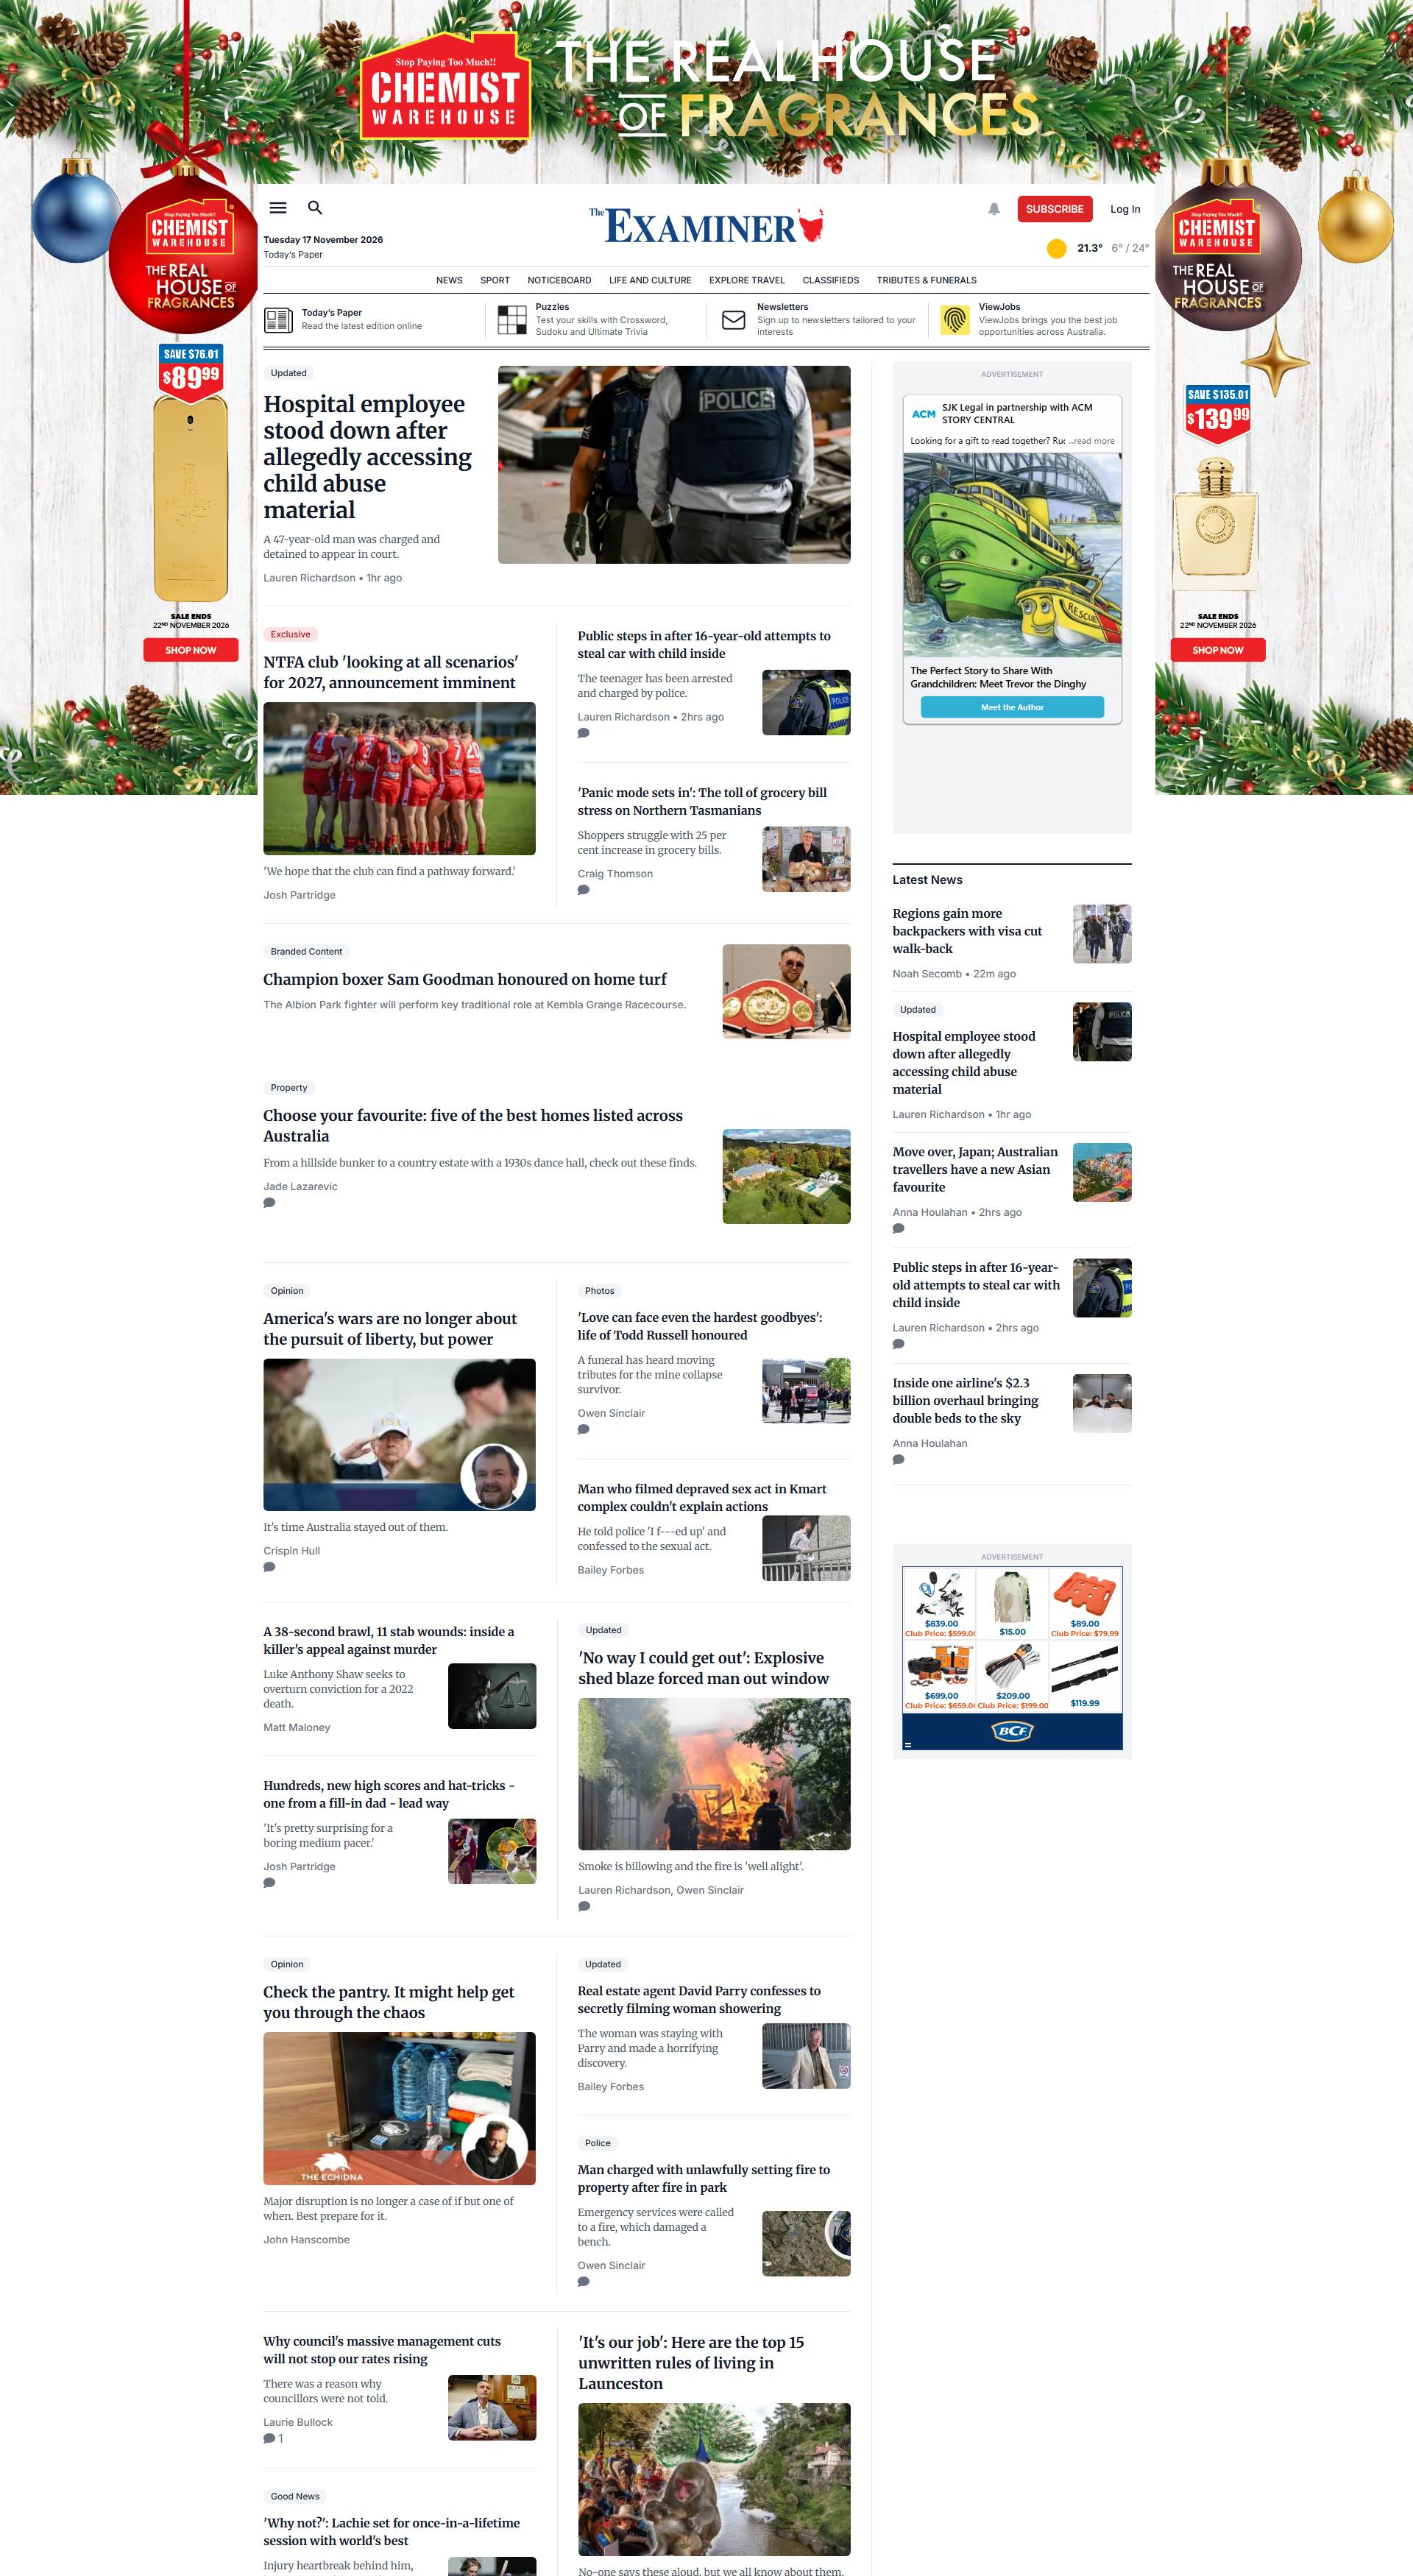 Stop Paying Too Much!!
CHEMIST
WAREHOUSE
THE REAL HOUSE
OF FRAGRANCES
Stop Paying Too Much!!
CHEMIST
WAREHOUSE
THE REAL
HOUSE OF
FRAGRANCES
SAVE $76.01
$89.99
SALE ENDS
22ND NOVEMBER 2026
SHOP NOW
Stop Paying Too Much!!
CHEMIST
WAREHOUSE
THE REAL
HOUSE OF
FRAGRANCES
SAVE $135.01
$139.99
SALE ENDS
22ND NOVEMBER 2026
SHOP NOW
The EXAMINER
SUBSCRIBE
Log In
Tuesday 17 November 2026
Today's Paper
21.3° 6° / 24°
NEWS SPORT NOTICEBOARD LIFE AND CULTURE EXPLORE TRAVEL CLASSIFIEDS TRIBUTES & FUNERALS
Today's Paper
Read the latest edition online
Puzzles
Test your skills with Crossword,
Sudoku and Ultimate Trivia
Newsletters
Sign up to newsletters tailored to your
interests
ViewJobs
ViewJobs brings you the best job
opportunities across Australia.
Updated
Hospital employee
stood down after
allegedly accessing
child abuse
material
A 47-year-old man was charged and
detained to appear in court.
Lauren Richardson • 1hr ago
POLICE
Exclusive
NTFA club 'looking at all scenarios'
for 2027, announcement imminent
'We hope that the club can find a pathway forward.'
Josh Partridge
Public steps in after 16-year-old attempts to
steal car with child inside
The teenager has been arrested
and charged by police.
Lauren Richardson • 2hrs ago
'Panic mode sets in': The toll of grocery bill
stress on Northern Tasmanians
Shoppers struggle with 25 per
cent increase in grocery bills.
Craig Thomson
Branded Content
Champion boxer Sam Goodman honoured on home turf
The Albion Park fighter will perform key traditional role at Kembla Grange Racecourse.
Property
Choose your favourite: five of the best homes listed across
Australia
From a hillside bunker to a country estate with a 1930s dance hall, check out these finds.
Jade Lazarevic
Opinion
America's wars are no longer about
the pursuit of liberty, but power
USA
It's time Australia stayed out of them.
Crispin Hull
Photos
'Love can face even the hardest goodbyes':
life of Todd Russell honoured
A funeral has heard moving
tributes for the mine collapse
survivor.
Owen Sinclair
Man who filmed depraved sex act in Kmart
complex couldn't explain actions
He told police 'I f---ed up' and
confessed to the sexual act.
Bailey Forbes
A 38-second brawl, 11 stab wounds: inside a
killer's appeal against murder
Luke Anthony Shaw seeks to
overturn conviction for a 2022
death.
Matt Maloney
Hundreds, new high scores and hat-tricks -
one from a fill-in dad - lead way
'It's pretty surprising for a
boring medium pacer.'
Josh Partridge
Updated
'No way I could get out': Explosive
shed blaze forced man out window
Smoke is billowing and the fire is 'well alight'.
Lauren Richardson, Owen Sinclair
Opinion
Check the pantry. It might help get
you through the chaos
THE ECHIDNA
Major disruption is no longer a case of if but one of
when. Best prepare for it.
John Hanscombe
Updated
Real estate agent David Parry confesses to
secretly filming woman showering
The woman was staying with
Parry and made a horrifying
discovery.
Bailey Forbes
Police
Man charged with unlawfully setting fire to
property after fire in park
Emergency services were called
to a fire, which damaged a
bench.
Owen Sinclair
Why council's massive management cuts
will not stop our rates rising
There was a reason why
councillors were not told.
Laurie Bullock
1
Good News
'Why not?': Lachie set for once-in-a-lifetime
session with world's best
Injury heartbreak behind him,
'It's our job': Here are the top 15
unwritten rules of living in
Launceston
No-one says these aloud, but we all know about them.
ADVERTISEMENT
ACM
SJK Legal in partnership with ACM
STORY CENTRAL
Looking for a gift to read together? Ru ...read more
RESCUE
The Perfect Story to Share With
Grandchildren: Meet Trevor the Dinghy
Meet the Author
Latest News
Regions gain more
backpackers with visa cut
walk-back
Noah Secomb • 22m ago
Updated
Hospital employee stood
down after allegedly
accessing child abuse
material
Lauren Richardson • 1hr ago
Move over, Japan; Australian
travellers have a new Asian
favourite
Anna Houlahan • 2hrs ago
Public steps in after 16-year-
old attempts to steal car with
child inside
Lauren Richardson • 2hrs ago
Inside one airline's $2.3
billion overhaul bringing
double beds to the sky
Anna Houlahan
ADVERTISEMENT
$839.00
Club Price: $599.00
$15.00
$89.00
Club Price: $79.99
$699.00
Club Price: $659.00
$209.00
Club Price: $199.00
$119.99
BCF